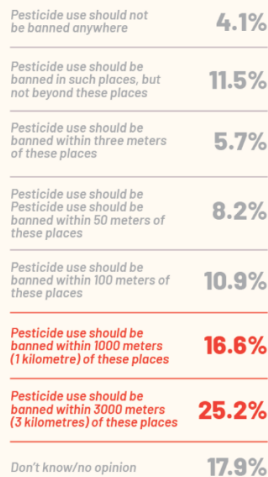 Pesticide use should not
be banned anywhere
4.1%
Pesticide use should be
banned in such places, but
not beyond these places
11.5%
Pesticide use should be
banned within three meters
of these places
5.7%
Pesticide use should be
Pesticide use should be
banned within 50 meters of
these places
8.2%
Pesticide use should be
banned within 100 meters of
these places
10.9%
Pesticide use should be
banned within 1000 meters
(1 kilometre) of these places
16.6%
Pesticide use should be
banned within 3000 meters
(3 kilometres) of these places
25.2%
Don't know/no opinion
17.9%